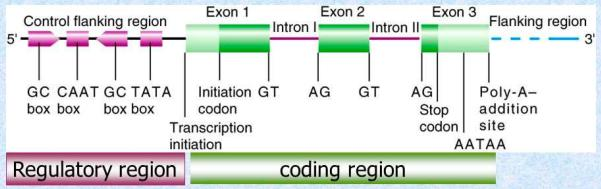 Control flanking region
Exon 1
Intron I
Exon 2
Intron II
Exon 3
Flanking region
5'
3'
GC box
CAAT box
GC box
TATA box
Transcription initiation
Initiation codon
GT
AG
GT
AG
Stop codon
AATAA
Poly-A–addition site
Regulatory region
coding region